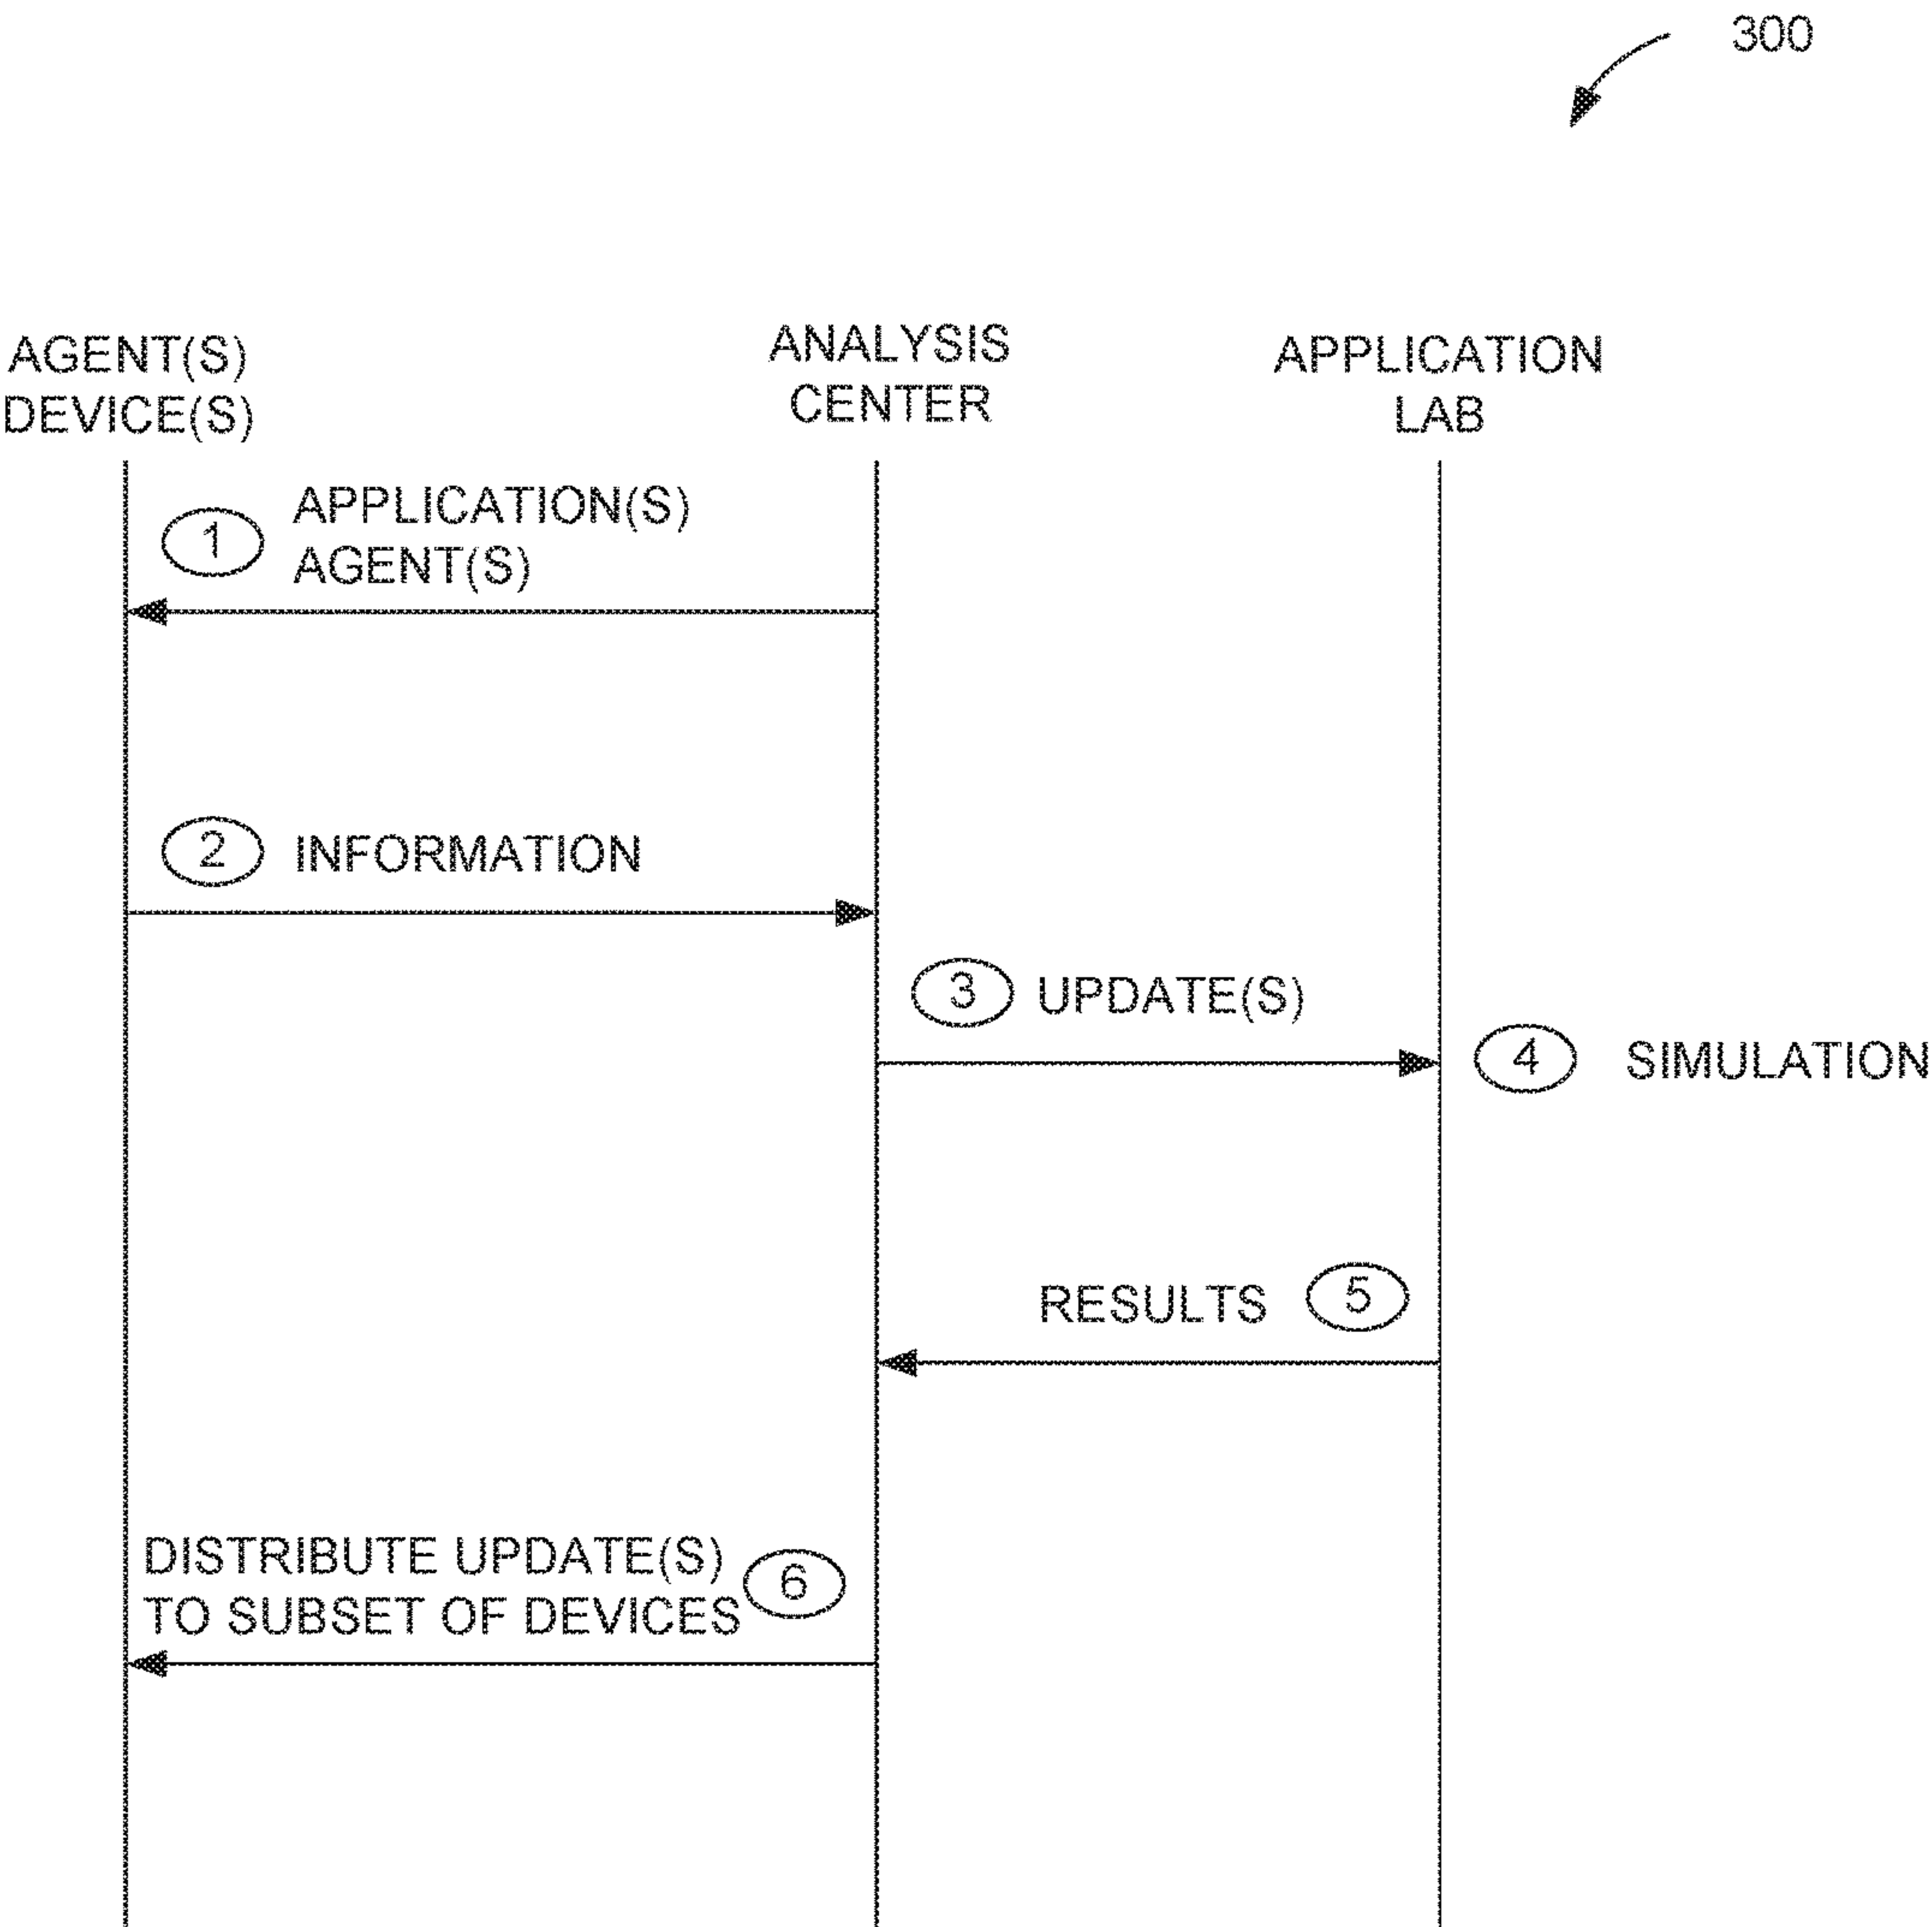 300
AGENT(S)
DEVICE(S)
ANALYSIS
CENTER
APPLICATION
LAB
1 APPLICATION(S)
AGENT(S)
2 INFORMATION
3 UPDATE(S)
4 SIMULATION
RESULTS 5
DISTRIBUTE UPDATE(S)
TO SUBSET OF DEVICES 6